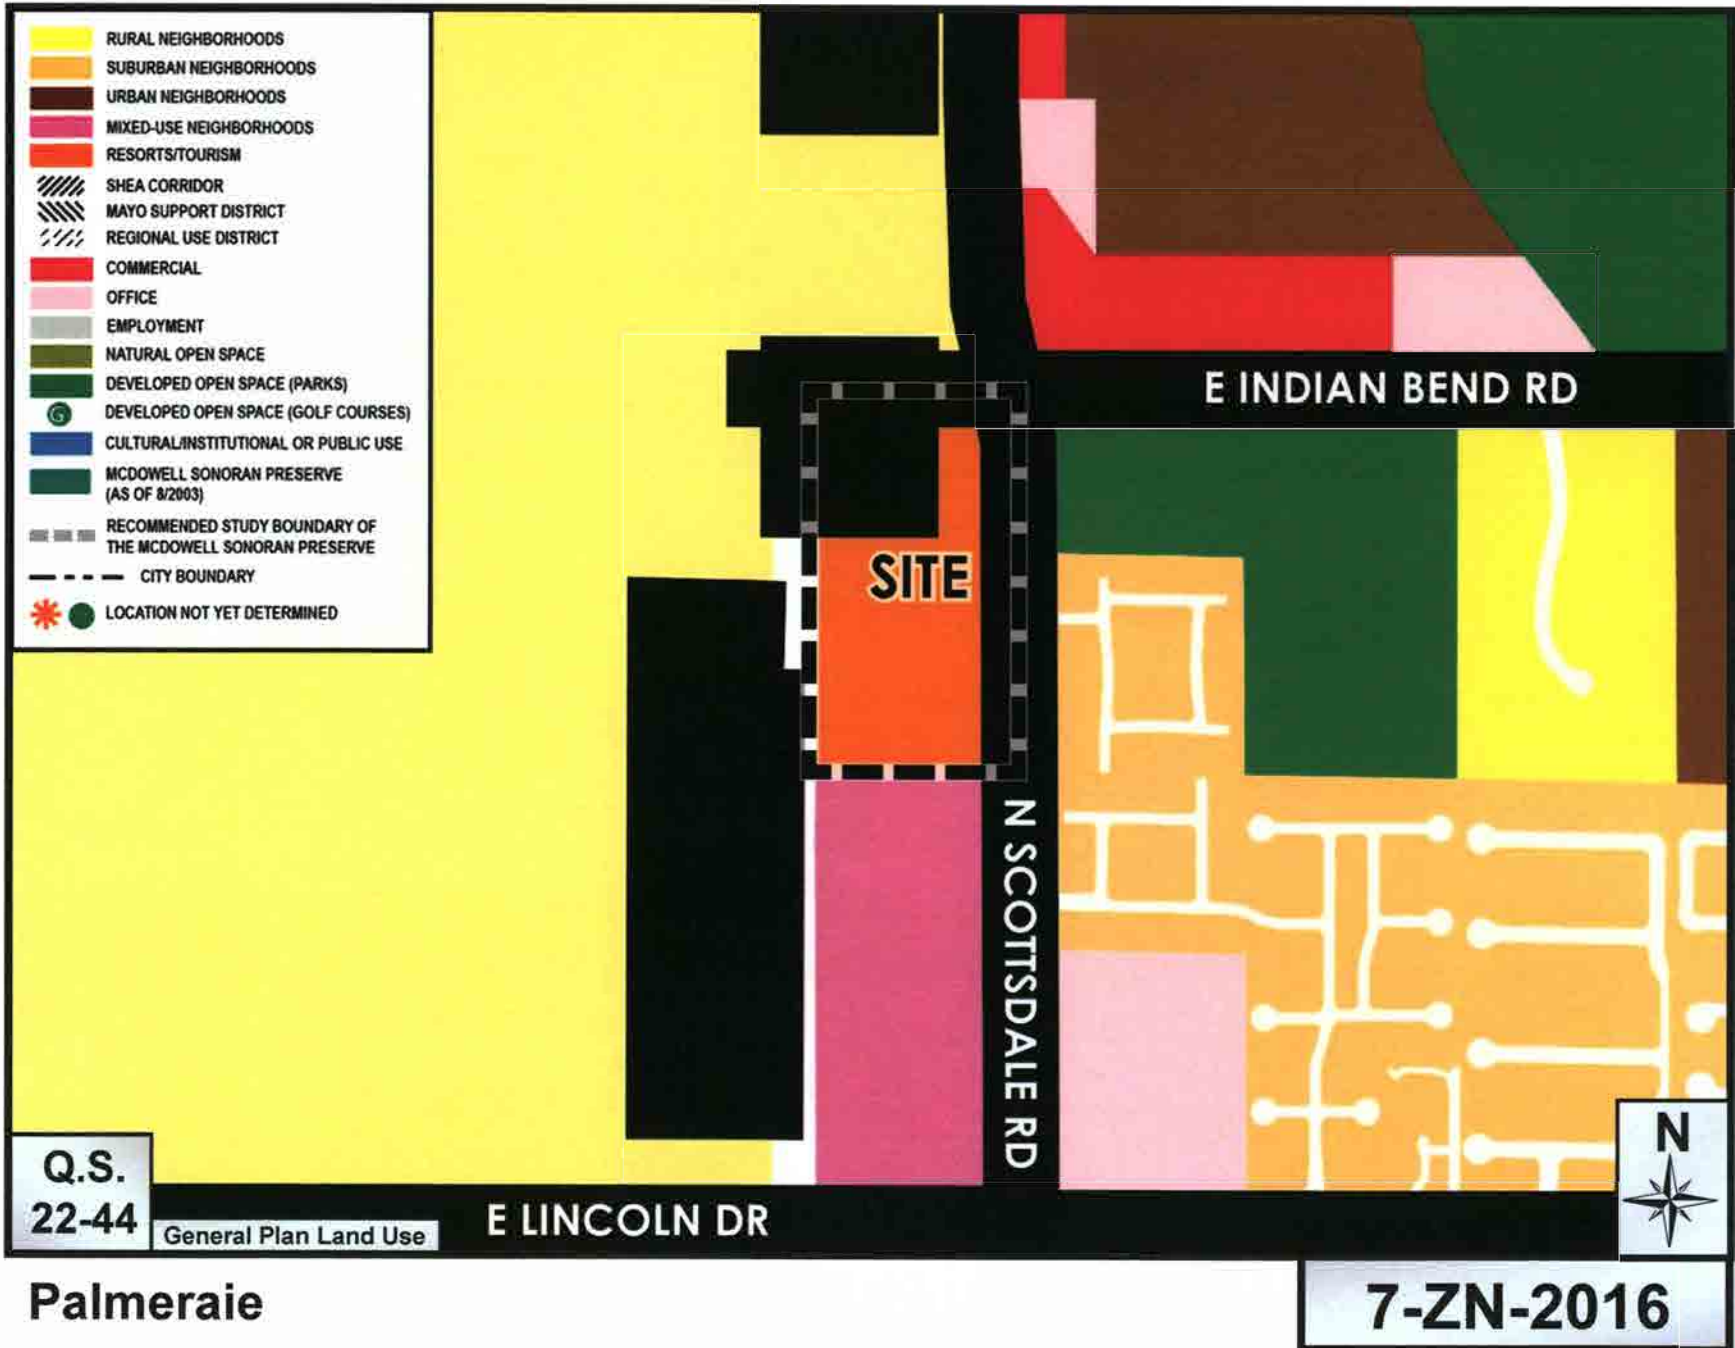 RURAL NEIGHBORHOODS
SUBURBAN NEIGHBORHOODS
URBAN NEIGHBORHOODS
MIXED-USE NEIGHBORHOODS
RESORTS/TOURISM
SHEA CORRIDOR
MAYO SUPPORT DISTRICT
REGIONAL USE DISTRICT
COMMERCIAL
OFFICE
EMPLOYMENT
NATURAL OPEN SPACE
DEVELOPED OPEN SPACE (PARKS)
G DEVELOPED OPEN SPACE (GOLF COURSES)
CULTURAL/INSTITUTIONAL OR PUBLIC USE
MCDOWELL SONORAN PRESERVE
(AS OF 8/2003)
RECOMMENDED STUDY BOUNDARY OF
THE MCDOWELL SONORAN PRESERVE
CITY BOUNDARY
LOCATION NOT YET DETERMINED
E INDIAN BEND RD
SITE
N SCOTTSDALE RD
E LINCOLN DR
N
Q.S.
22-44
General Plan Land Use
Palmeraie
7-ZN-2016